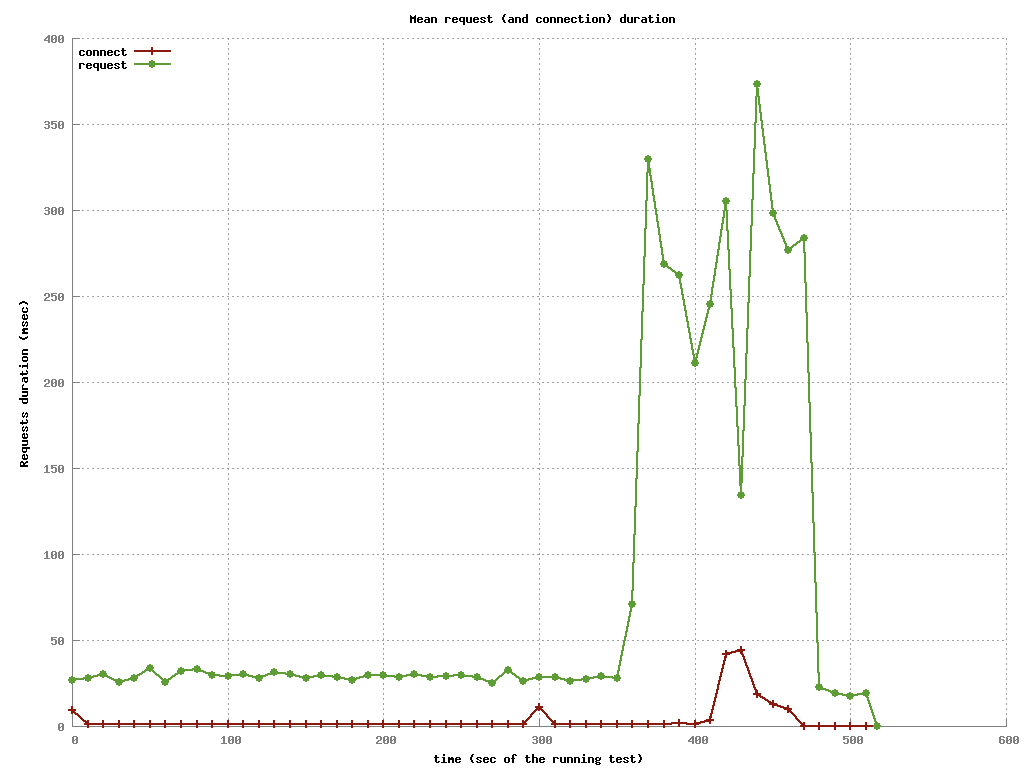 Mean request (and connection) duration
400
connect
request
350
300
250
200
150
100
50
0
Requests duration (msec)
0 100 200 300 400 500 600
time (sec of the running test)